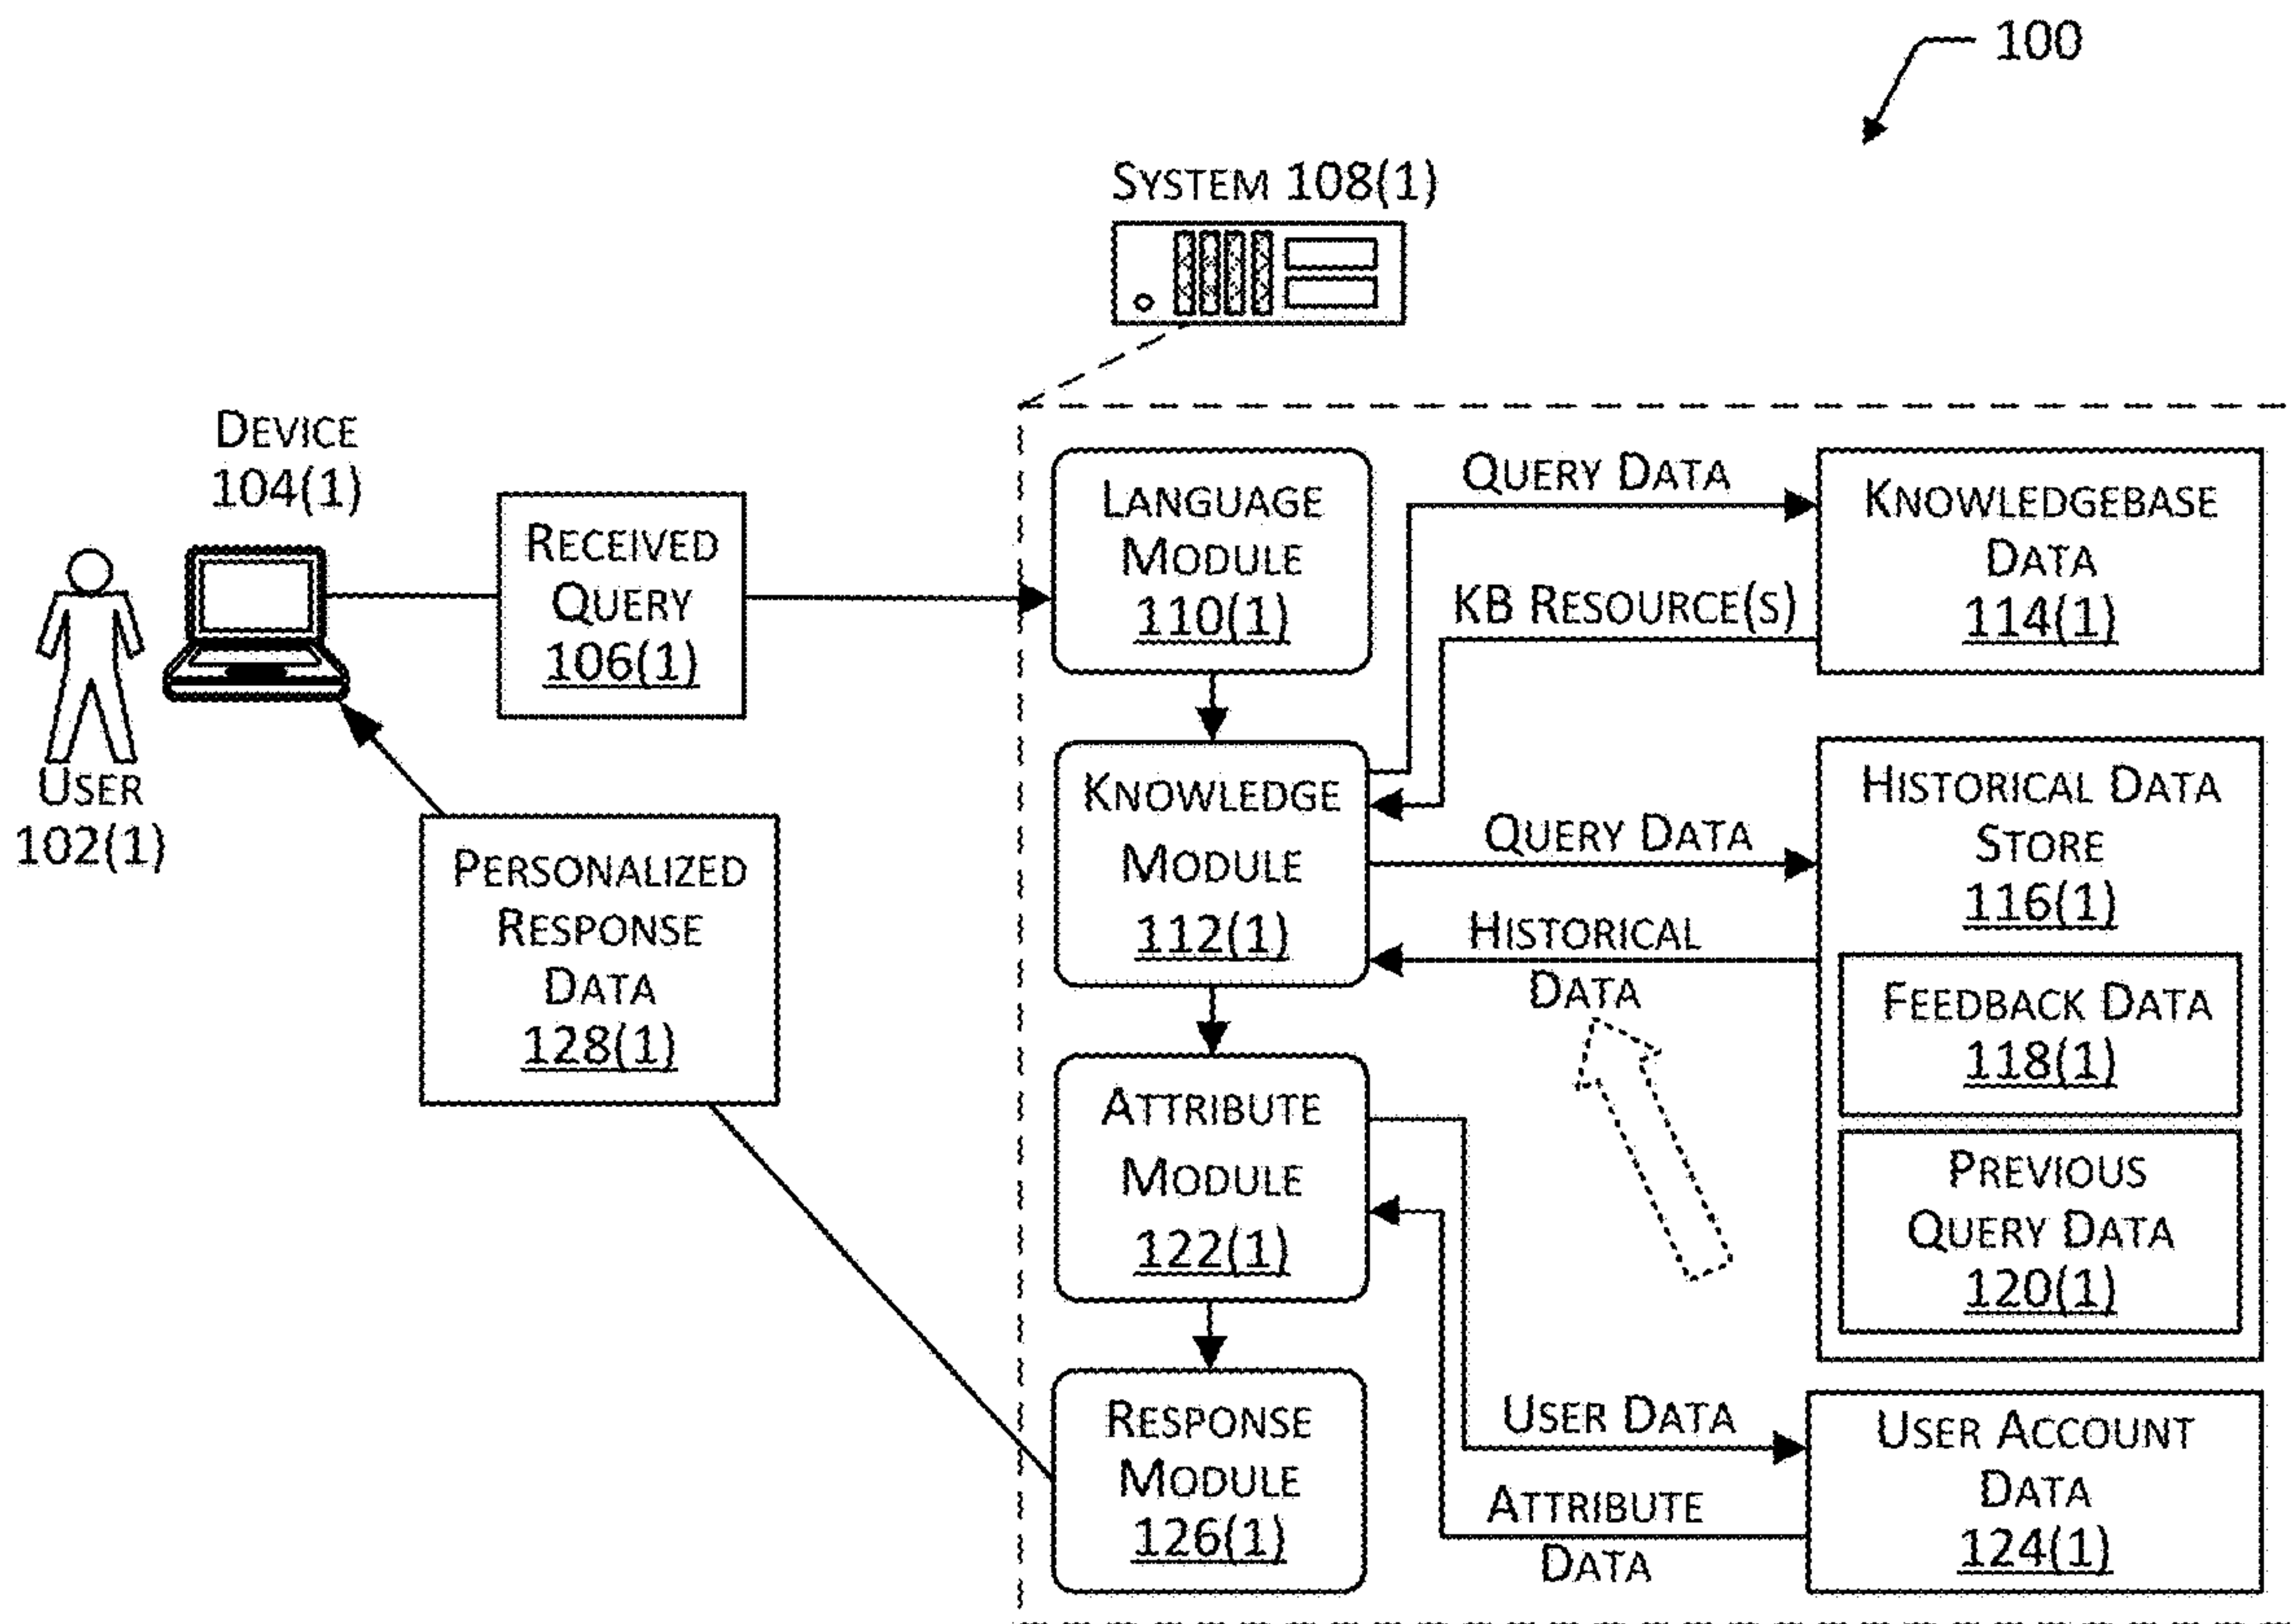 100
SYSTEM 108(1)
DEVICE
104(1)
USER
102(1)
RECEIVED
QUERY
106(1)
PERSONALIZED
RESPONSE
DATA
128(1)
LANGUAGE
MODULE
110(1)
QUERY DATA
KB RESOURCE(S)
KNOWLEDGEBASE
DATA
114(1)
KNOWLEDGE
MODULE
112(1)
QUERY DATA
HISTORICAL
DATA
HISTORICAL DATA
STORE
116(1)
FEEDBACK DATA
118(1)
PREVIOUS
QUERY DATA
120(1)
ATTRIBUTE
MODULE
122(1)
USER DATA
ATTRIBUTE
DATA
USER ACCOUNT
DATA
124(1)
RESPONSE
MODULE
126(1)